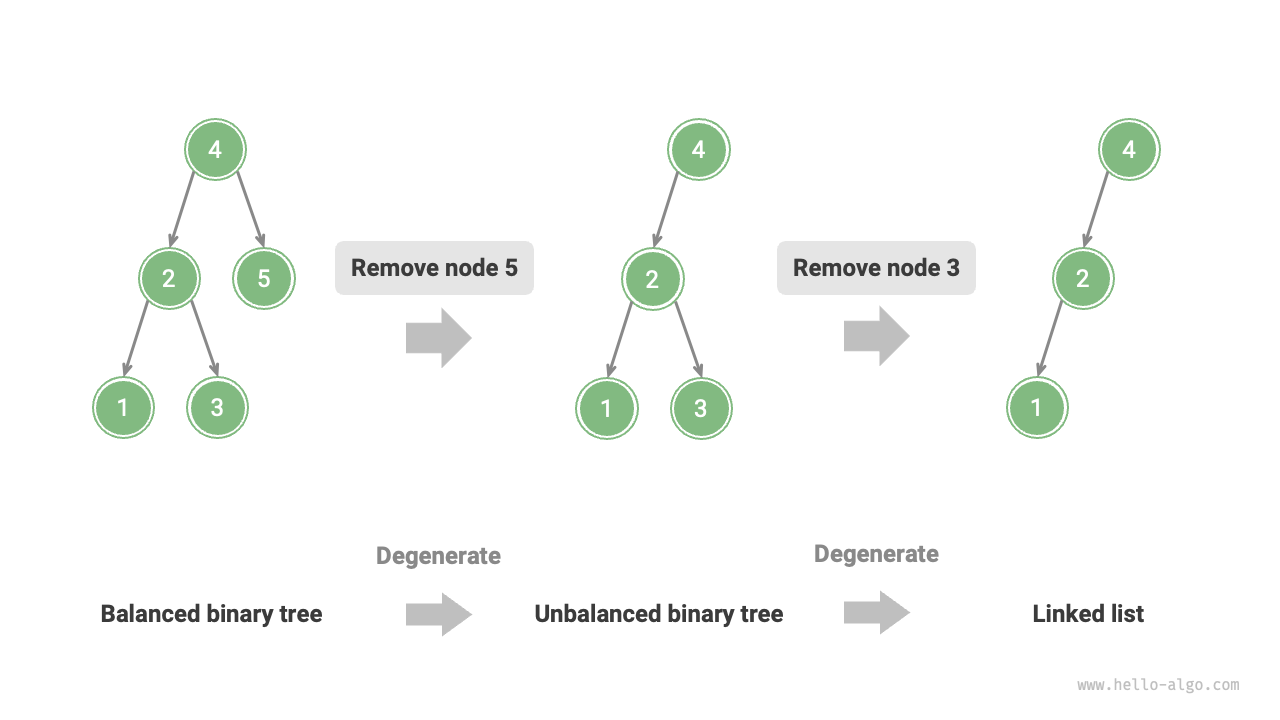 4
4
4
Remove node 5
Remove node 3
2
5
2
2
1
3
1
3
1
Degenerate
Degenerate
Balanced binary tree
Unbalanced binary tree
Linked list
www.hello-algo.com